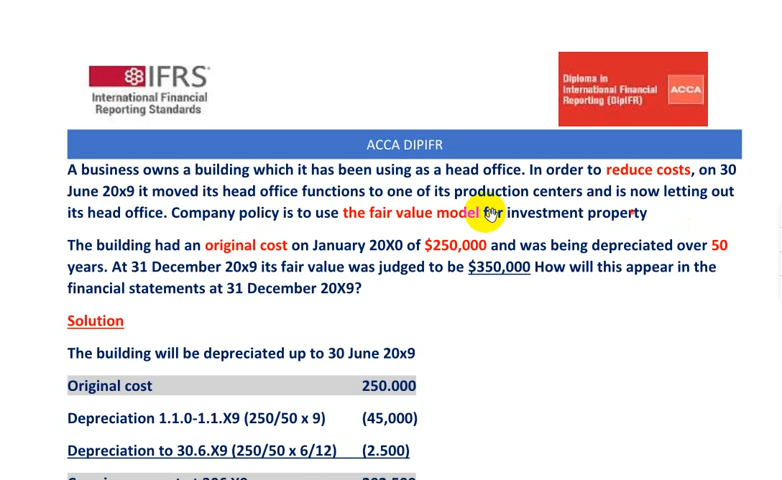 IFRS®
International Financial
Reporting Standards
Diploma in
International Financial
Reporting (DipIFR)
ACCA
ACCA DIPIFR
A business owns a building which it has been using as a head office. In order to reduce costs, on 30
June 20x9 it moved its head office functions to one of its production centers and is now letting out
its head office. Company policy is to use the fair value model for investment property
The building had an original cost on January 20X0 of $250,000 and was being depreciated over 50
years. At 31 December 20x9 its fair value was judged to be $350,000 How will this appear in the
financial statements at 31 December 20X9?
Solution
The building will be depreciated up to 30 June 20x9
Original cost 250.000
Depreciation 1.1.0-1.1.X9 (250/50 x 9) (45,000)
Depreciation to 30.6.X9 (250/50 x 6/12) (2.500)